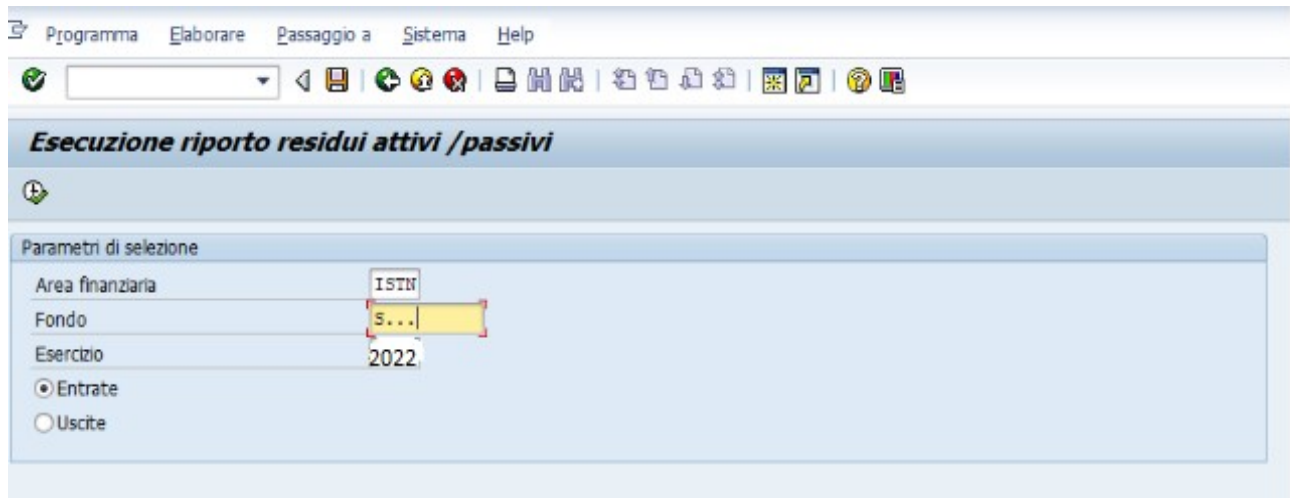 Programma Elaborare Passaggio a Sistema Help
Esecuzione riporto residui attivi /passivi
Parametri di selezione
Area finanziaria ISTN
Fondo S...
Esercizio 2022
Entrate
Uscite